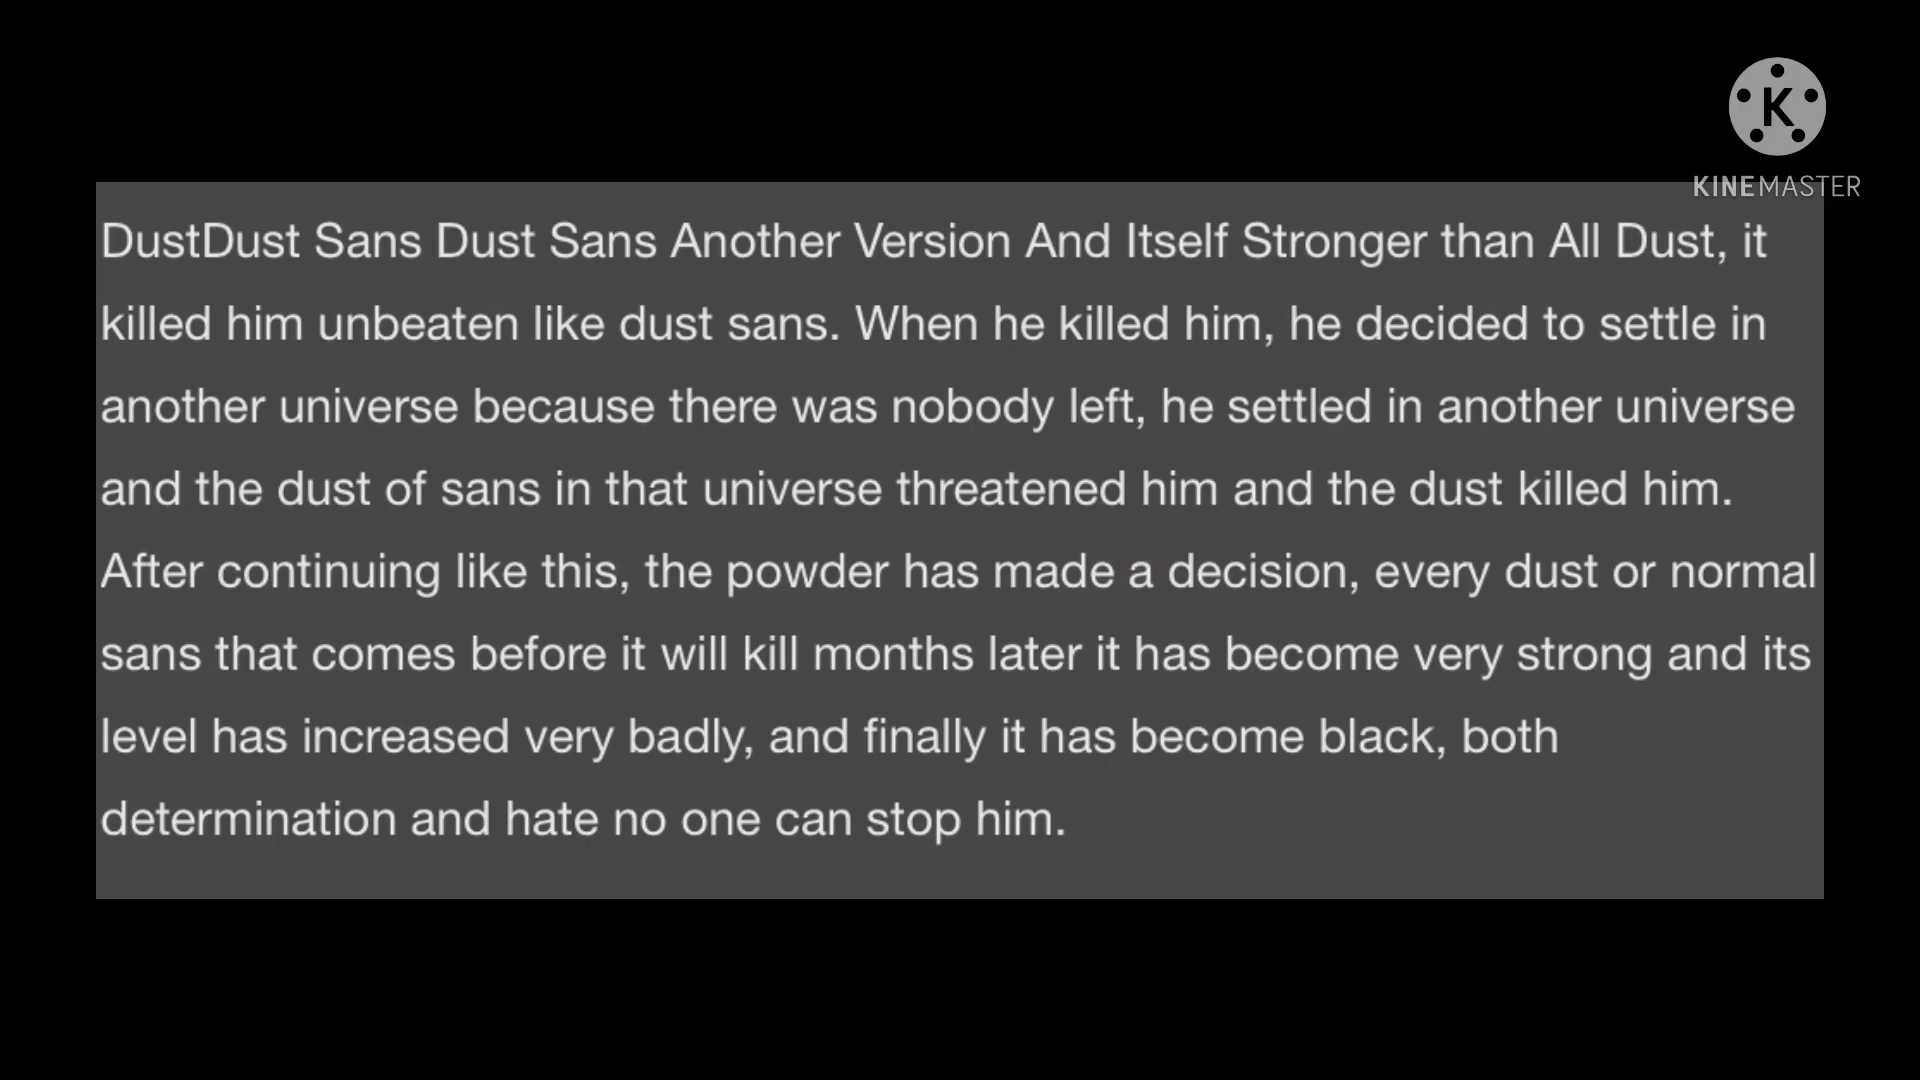 K
KINEMASTER
DustDust Sans Dust Sans Another Version And Itself Stronger than All Dust, it
killed him unbeaten like dust sans. When he killed him, he decided to settle in
another universe because there was nobody left, he settled in another universe
and the dust of sans in that universe threatened him and the dust killed him.
After continuing like this, the powder has made a decision, every dust or normal
sans that comes before it will kill months later it has become very strong and its
level has increased very badly, and finally it has become black, both
determination and hate no one can stop him.